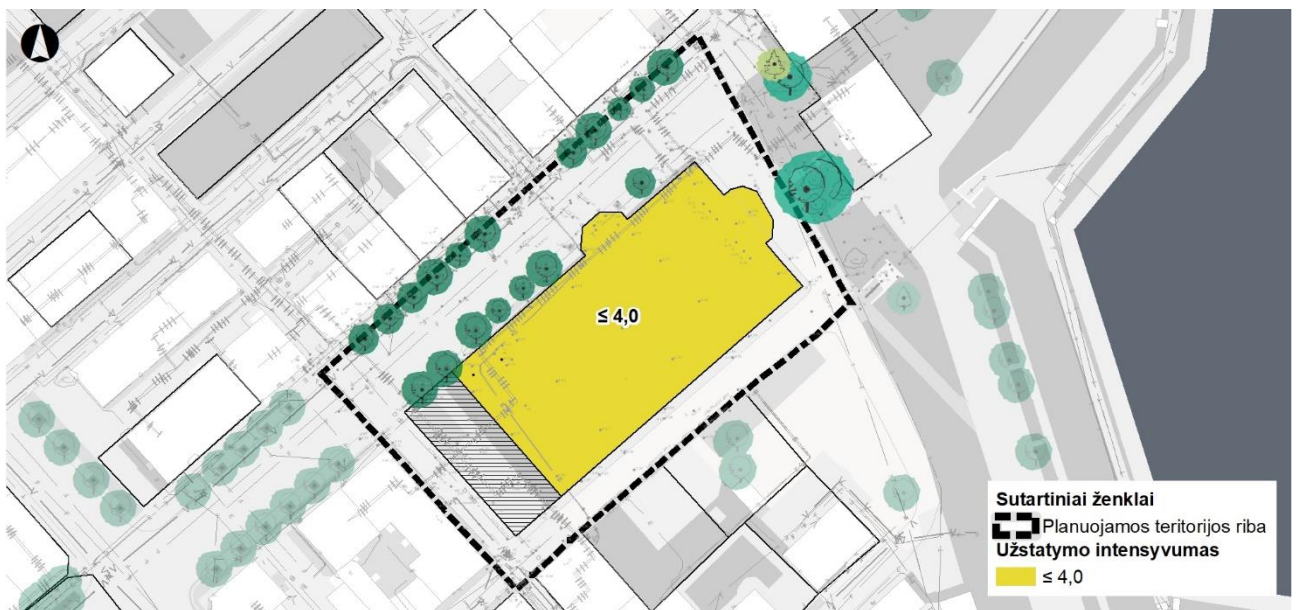 ≤ 4,0
Sutartiniai ženklai
Planuojamos teritorijos riba
Užstatymo intensyvumas
≤ 4,0